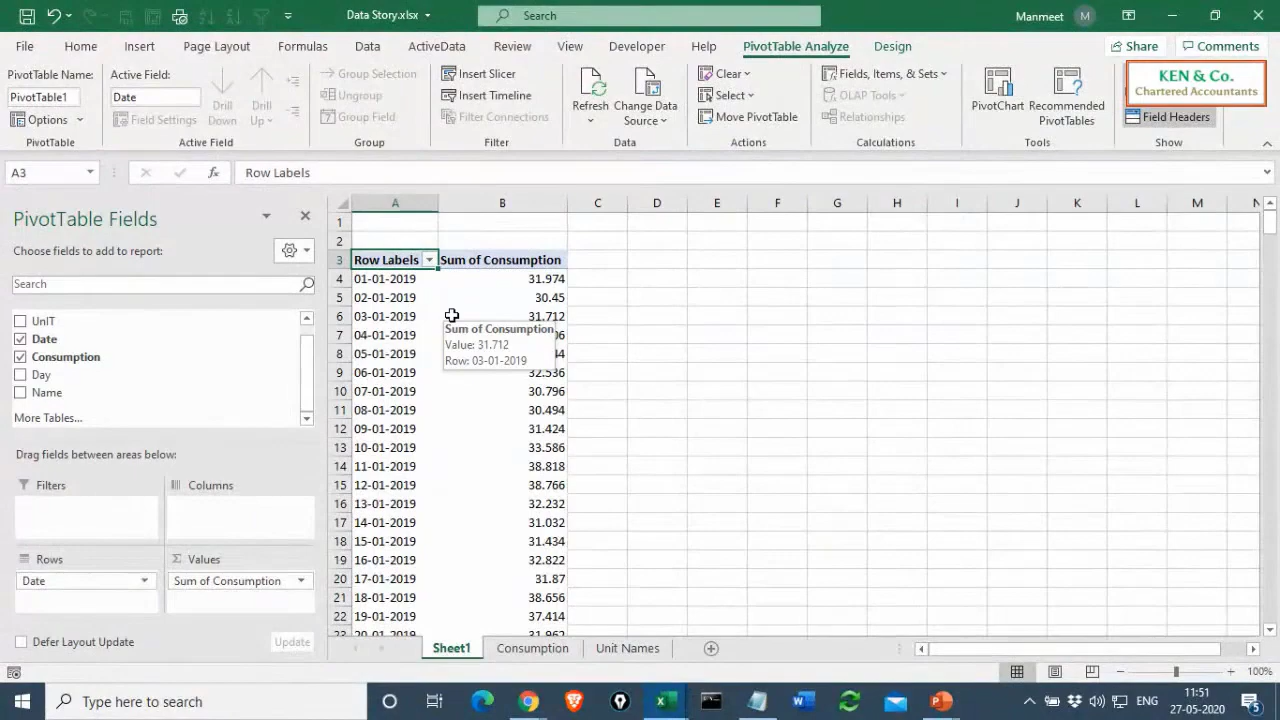 Data Story.xlsx
Search
Manmeet
M
File Home Insert Page Layout Formulas Data ActiveData Review View Developer Help PivotTable Analyze Design Share Comments
PivotTable Name:
PivotTable1
Options
PivotTable
Active Field:
Date
Field Settings
Drill Down
Drill Up
Active Field
Group Selection
Ungroup
Group Field
Group
Insert Slicer
Insert Timeline
Filter Connections
Filter
Refresh
Change Data
Source
Data
Clear
Select
Move PivotTable
Actions
Fields, Items, & Sets
OLAP Tools
Relationships
Calculations
PivotChart
Recommended
PivotTables
Tools
KEN & Co.
Chartered Accountants
Field Headers
Show
A3
fx
Row Labels
PivotTable Fields
Choose fields to add to report:
Search
UnIT
Date
Consumption
Day
Name
More Tables...
Drag fields between areas below:
Filters
Columns
Rows
Σ Values
Date
Sum of Consumption
Defer Layout Update
Update
A B C D E F G H I J K L M N
1
2
3 Row Labels Sum of Consumption
4 01-01-2019 31.974
5 02-01-2019 30.45
6 03-01-2019 31.712
7 04-01-2019
8 05-01-2019
9 06-01-2019 32.536
10 07-01-2019 30.796
11 08-01-2019 30.494
12 09-01-2019 31.424
13 10-01-2019 33.586
14 11-01-2019 38.818
15 12-01-2019 38.766
16 13-01-2019 32.232
17 14-01-2019 31.032
18 15-01-2019 31.434
19 16-01-2019 32.822
20 17-01-2019 31.87
21 18-01-2019 38.656
22 19-01-2019 37.414
23 20-01-2019 31.962
Sum of Consumption
Value: 31.712
Row: 03-01-2019
Sheet1 Consumption Unit Names
100%
Type here to search
ENG
11:51
27-05-2020
5